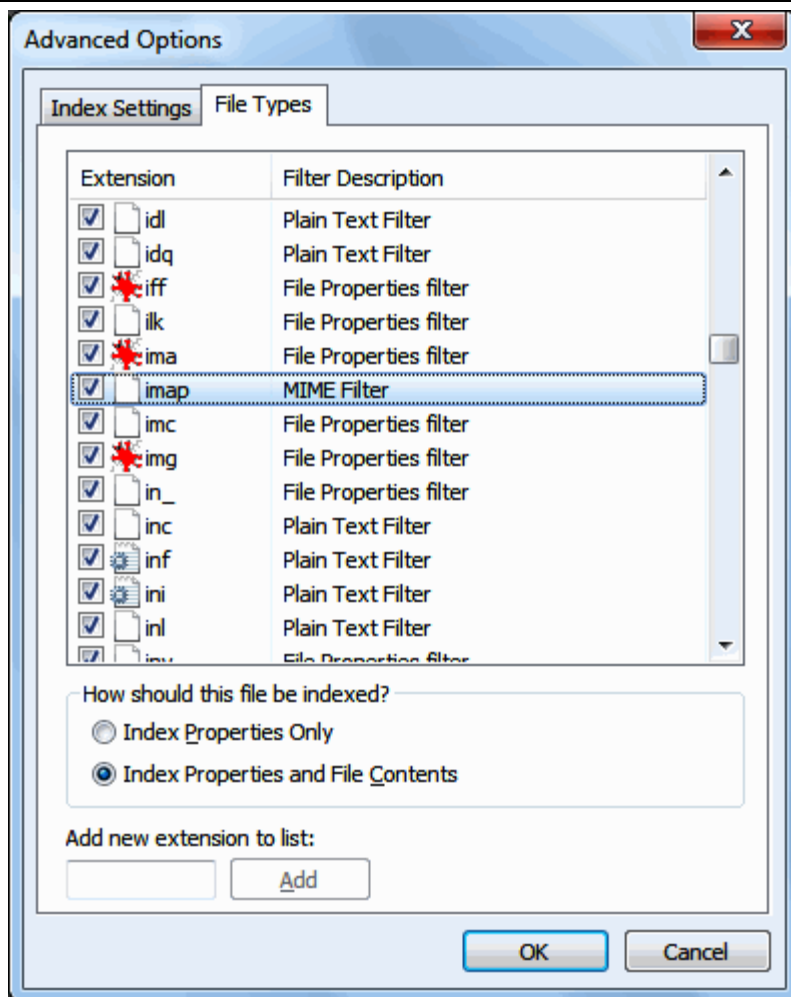 Advanced Options
Index Settings File Types
Extension Filter Description
idl Plain Text Filter
idq Plain Text Filter
iff File Properties filter
ilk File Properties filter
ima File Properties filter
imap MIME Filter
imc File Properties filter
img File Properties filter
in_ File Properties filter
inc Plain Text Filter
inf Plain Text Filter
ini Plain Text Filter
inl Plain Text Filter
inv File Properties filter
How should this file be indexed?
Index Properties Only
Index Properties and File Contents
Add new extension to list:
Add
OK Cancel